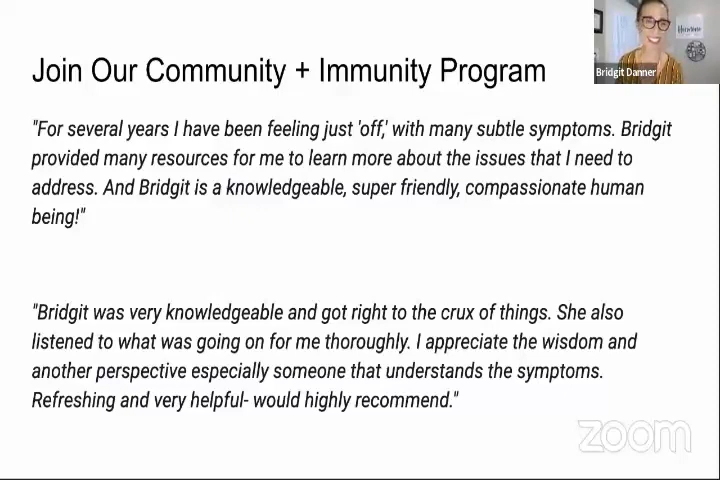 Join Our Community + Immunity Program
"For several years I have been feeling just 'off,' with many subtle symptoms. Bridgit
provided many resources for me to learn more about the issues that I need to
address. And Bridgit is a knowledgeable, super friendly, compassionate human
being!"
"Bridgit was very knowledgeable and got right to the crux of things. She also
listened to what was going on for me thoroughly. I appreciate the wisdom and
another perspective especially someone that understands the symptoms.
Refreshing and very helpful- would highly recommend."
Bridgit Danner
zoom